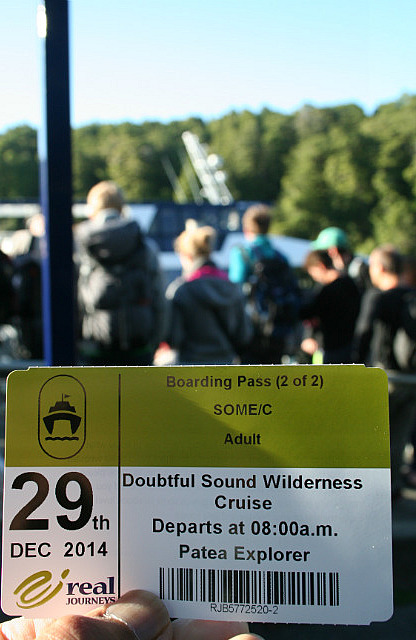 Boarding Pass (2 of 2)
SOME/C
Adult
29th
DEC 2014
Doubtful Sound Wilderness
Cruise
Departs at 08:00a.m.
Patea Explorer
real
JOURNEYS
RJB5772520-2